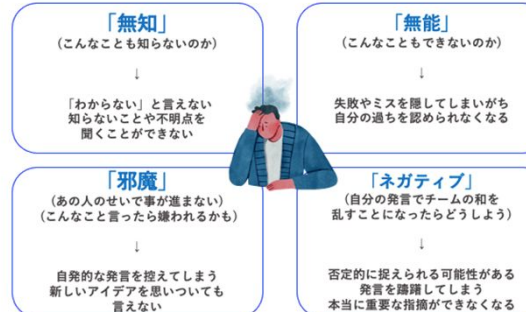 「無知」
(こんなことも知らないのか)
↓
「わからない」と言えない
知らないことや不明点を
聞くことができない
「無能」
(こんなこともできないのか)
↓
失敗やミスを隠してしまいがち
自分の過ちを認められなくなる
「邪魔」
(あの人のせいで事が進まない)
(こんなこと言ったら嫌われるかも)
↓
自発的な発言を控えてしまう
新しいアイデアを思いついても
言えない
「ネガティブ」
(自分の発言でチームの和を
乱すことになったらどうしよう)
↓
否定的に捉えられる可能性がある
発言を躊躇してしまう
本当に重要な指摘ができなくなる